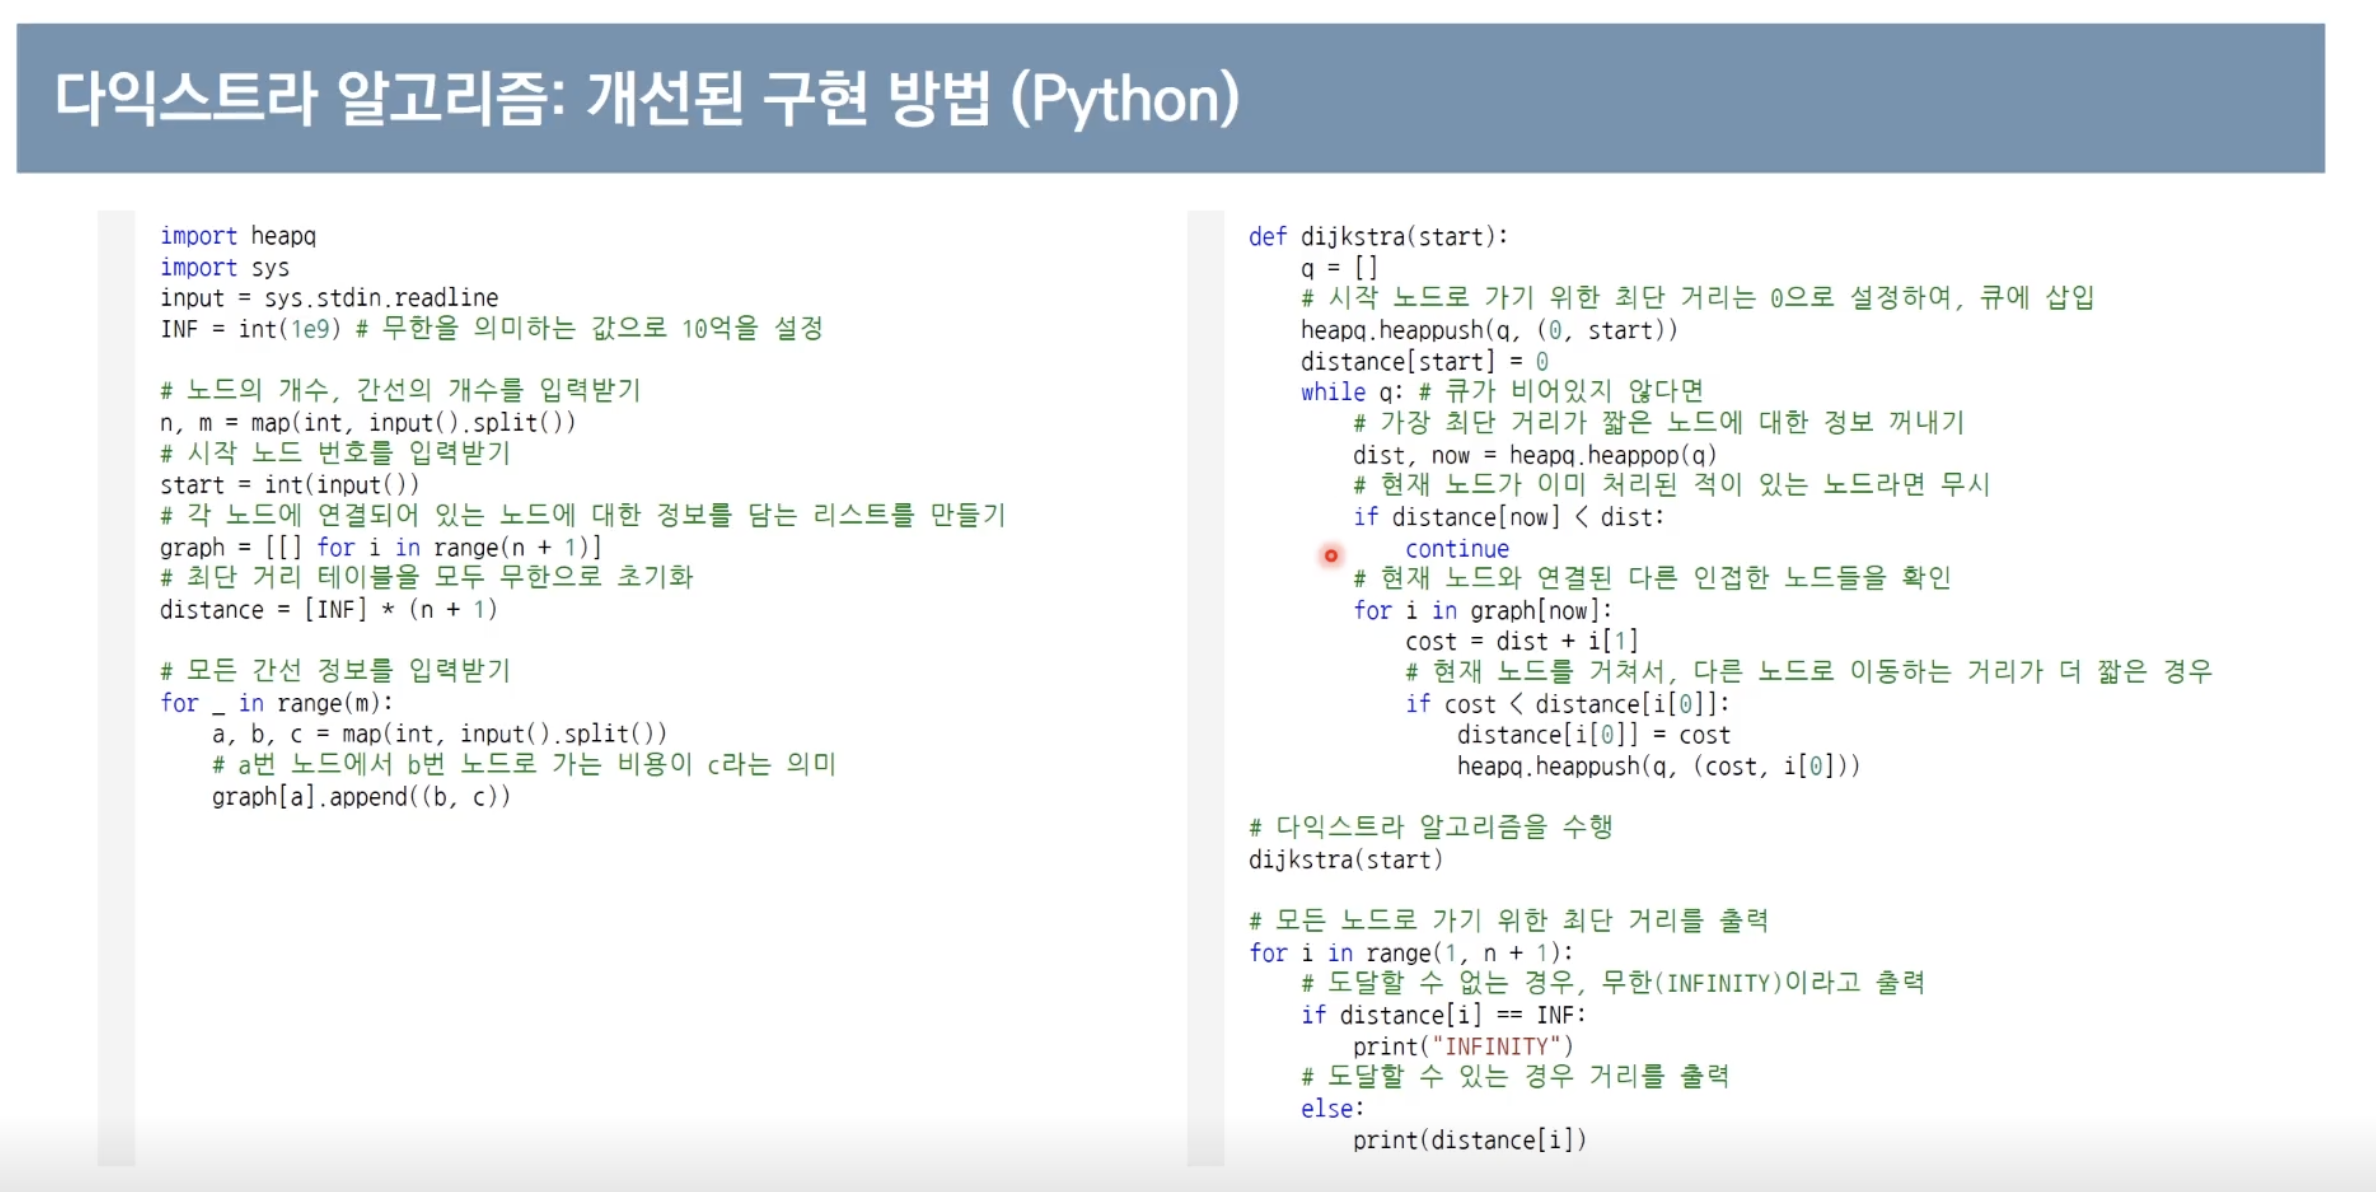 다익스트라 알고리즘: 개선된 구현 방법 (Python)
import heapq
import sys
input = sys.stdin.readline
INF = int(1e9) # 무한을 의미하는 값으로 10억을 설정
# 노드의 개수, 간선의 개수를 입력받기
n, m = map(int, input().split())
# 시작 노드 번호를 입력받기
start = int(input())
# 각 노드에 연결되어 있는 노드에 대한 정보를 담는 리스트를 만들기
graph = [[] for i in range(n + 1)]
# 최단 거리 테이블을 모두 무한으로 초기화
distance = [INF] * (n + 1)
# 모든 간선 정보를 입력받기
for _ in range(m):
    a, b, c = map(int, input().split())
    # a번 노드에서 b번 노드로 가는 비용이 c라는 의미
    graph[a].append((b, c))
def dijkstra(start):
    q = []
    # 시작 노드로 가기 위한 최단 거리는 0으로 설정하여, 큐에 삽입
    heapq.heappush(q, (0, start))
    distance[start] = 0
    while q: # 큐가 비어있지 않다면
        # 가장 최단 거리가 짧은 노드에 대한 정보 꺼내기
        dist, now = heapq.heappop(q)
        # 현재 노드가 이미 처리된 적이 있는 노드라면 무시
        if distance[now] < dist:
            continue
        # 현재 노드와 연결된 다른 인접한 노드들을 확인
        for i in graph[now]:
            cost = dist + i[1]
            # 현재 노드를 거쳐서, 다른 노드로 이동하는 거리가 더 짧은 경우
            if cost < distance[i[0]]:
                distance[i[0]] = cost
                heapq.heappush(q, (cost, i[0]))
# 다익스트라 알고리즘을 수행
dijkstra(start)
# 모든 노드로 가기 위한 최단 거리를 출력
for i in range(1, n + 1):
    # 도달할 수 없는 경우, 무한(INFINITY)이라고 출력
    if distance[i] == INF:
        print("INFINITY")
    # 도달할 수 있는 경우 거리를 출력
    else:
        print(distance[i])